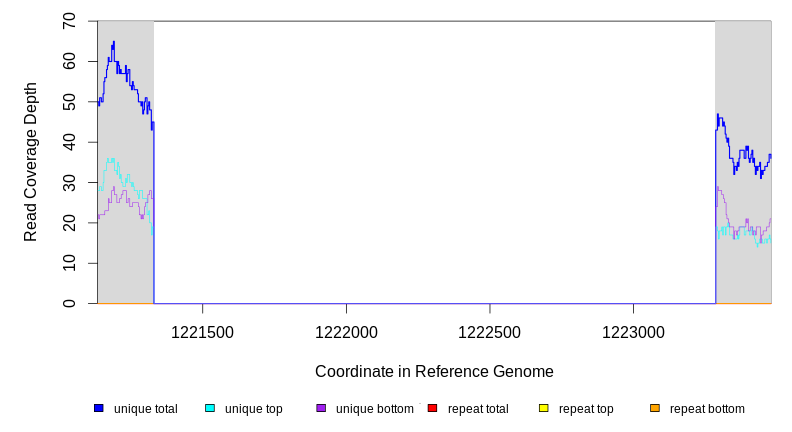 70
60
50
40
30
20
10
0
Read Coverage Depth
1221500 1222000 1222500 1223000
Coordinate in Reference Genome
unique total unique top unique bottom repeat total repeat top repeat bottom